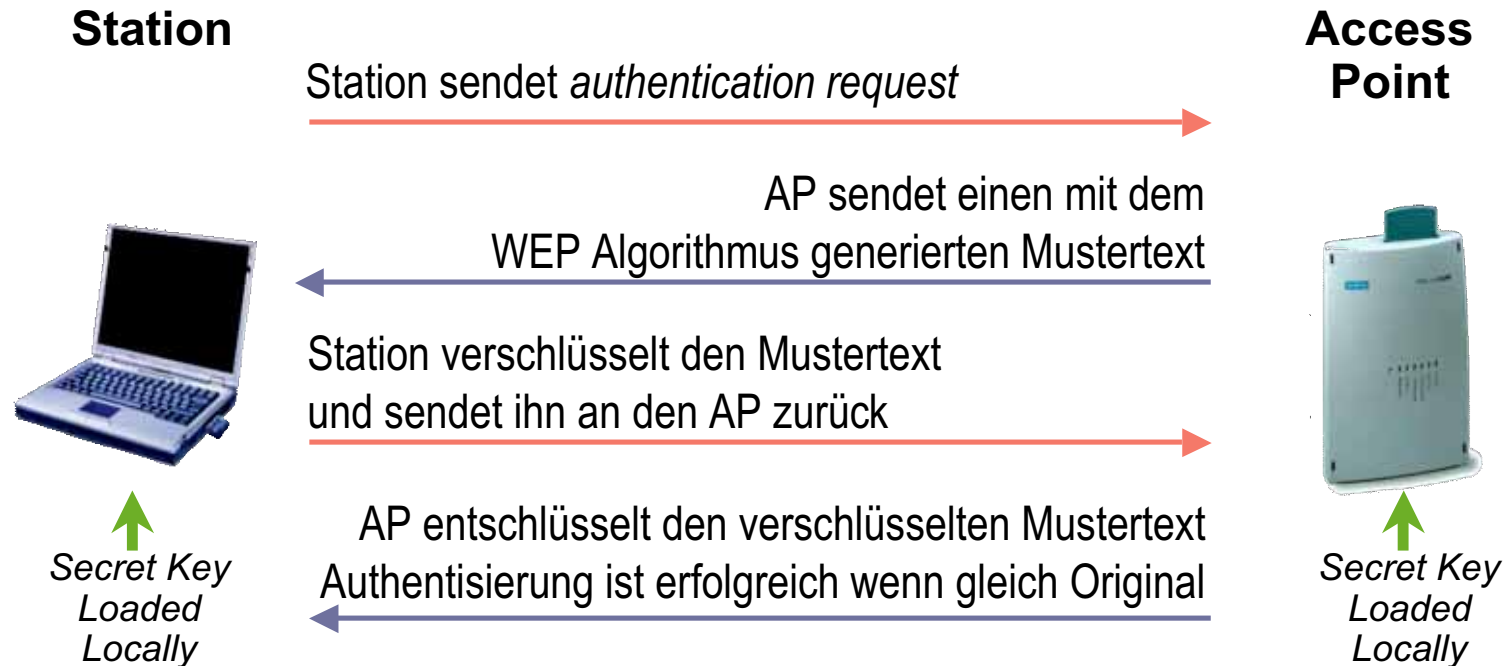 Station
Access
Point
Station sendet authentication request
AP sendet einen mit dem
WEP Algorithmus generierten Mustertext
Station verschlüsselt den Mustertext
und sendet ihn an den AP zurück
AP entschlüsselt den verschlüsselten Mustertext
Authentisierung ist erfolgreich wenn gleich Original
Secret Key
Loaded
Locally
Secret Key
Loaded
Locally